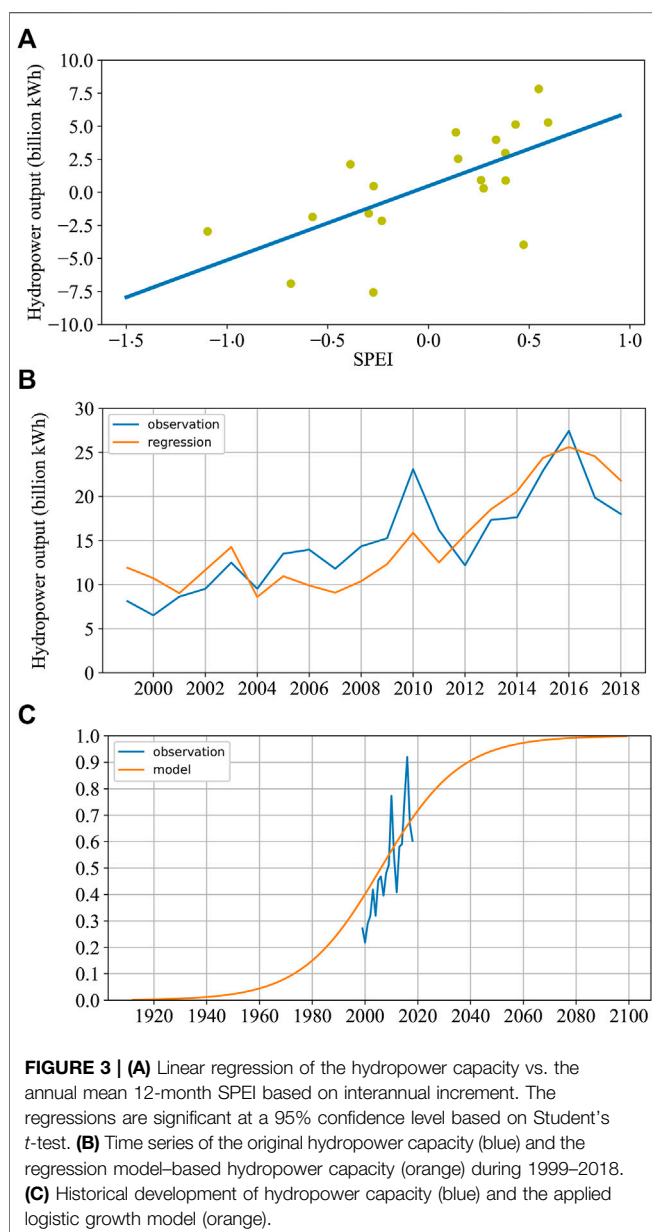 A
Hydropower output (billion kWh)
10.0
7.5
5.0
2.5
0.0
−2.5
−5.0
−7.5
−10.0
−1·5 −1·0 −0·5 0·0 0·5 1·0
SPEI
B
Hydropower output (billion kWh)
30
25
20
15
10
5
0
observation
regression
2000 2002 2004 2006 2008 2010 2012 2014 2016 2018
C
1.0
0.9
0.8
0.7
0.6
0.5
0.4
0.3
0.2
0.1
0.0
observation
model
1920 1940 1960 1980 2000 2020 2040 2060 2080 2100
FIGURE 3 | (A) Linear regression of the hydropower capacity vs. the
annual mean 12-month SPEI based on interannual increment. The
regressions are significant at a 95% confidence level based on Student’s
t-test. (B) Time series of the original hydropower capacity (blue) and the
regression model–based hydropower capacity (orange) during 1999–2018.
(C) Historical development of hydropower capacity (blue) and the applied
logistic growth model (orange).